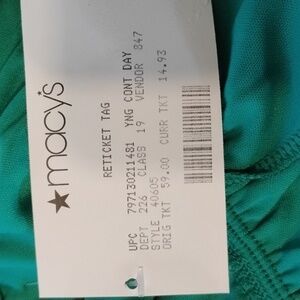 ★macy's
RETICKET TAG
UPC 797130211481 YNG CONT DAY
DEPT 226 CLASS 19 VENDOR 847
STYLE 40605
ORIG TKT 59.00 CURR TKT 14.93